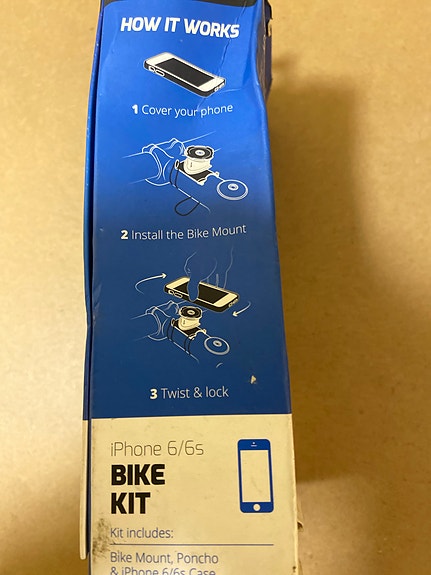 HOW IT WORKS
1 Cover your phone
2 Install the Bike Mount
3 Twist & lock
iPhone 6/6s
BIKE
KIT
Kit includes:
Bike Mount, Poncho
& iPhone 6/6s Case